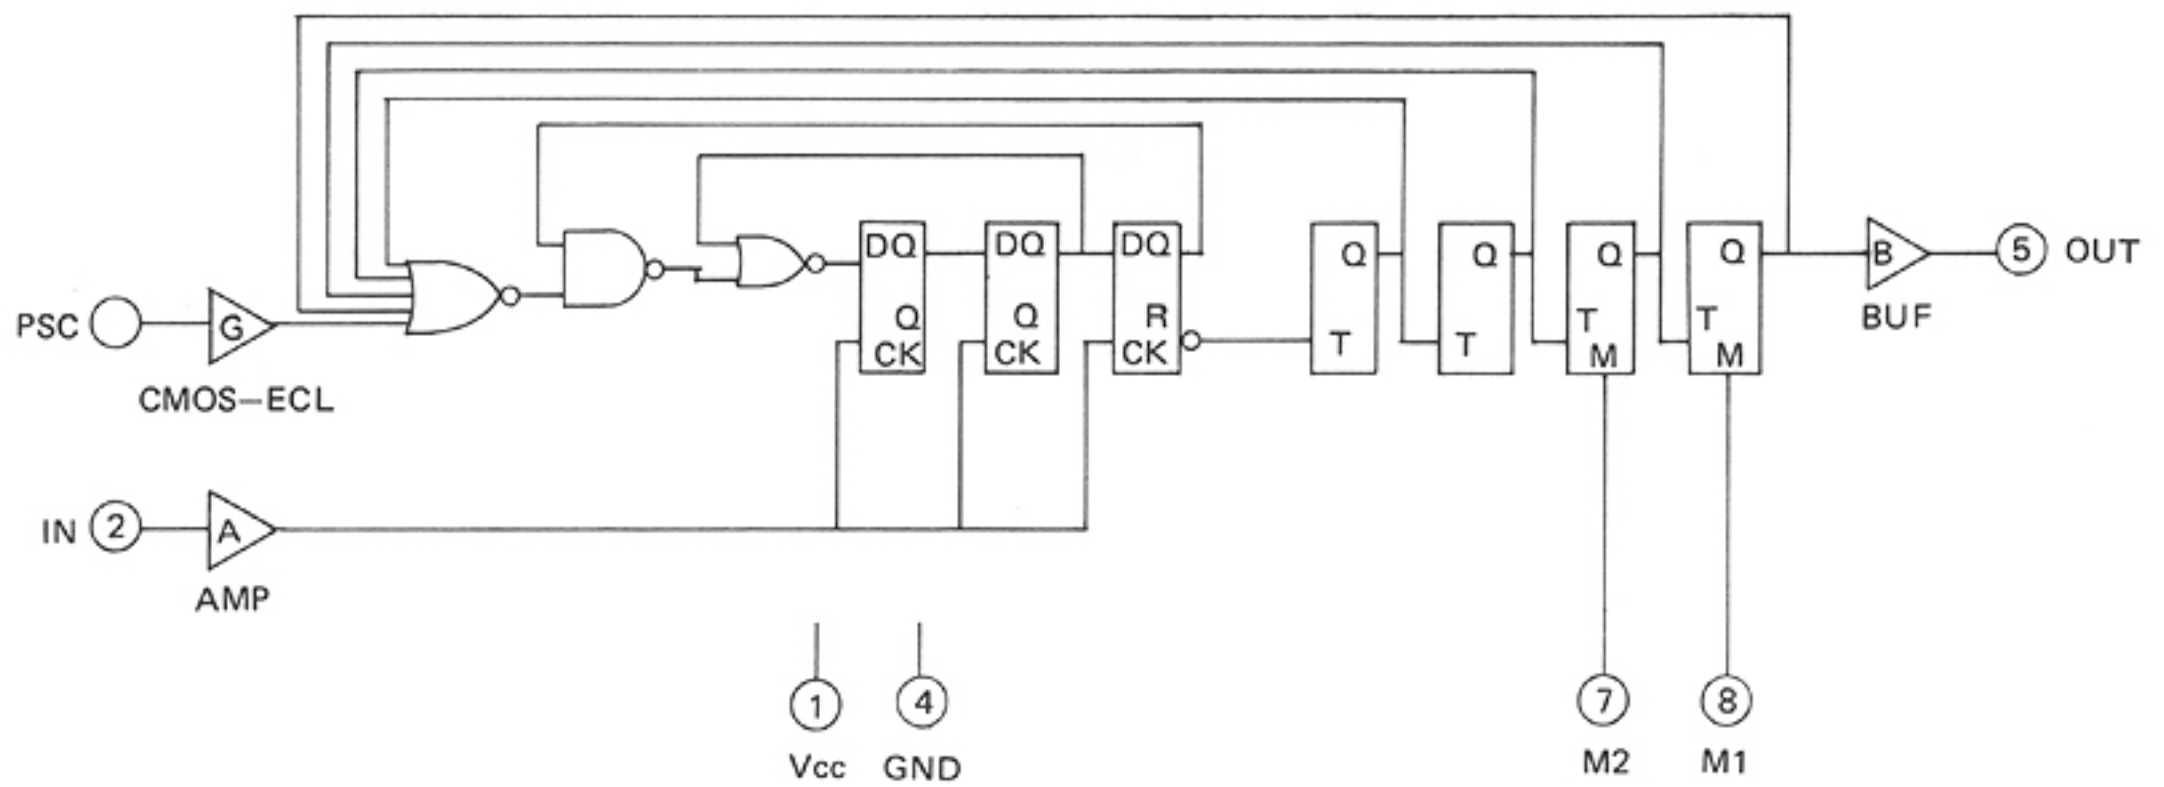 DQ
DQ
DQ
Q
Q
Q
Q
B
5
OUT
PSC
G
Q
Q
R
T
T
BUF
CK
CK
CK
T
T
M
M
CMOS–ECL
IN
2
A
AMP
1
4
7
8
Vcc
GND
M2
M1